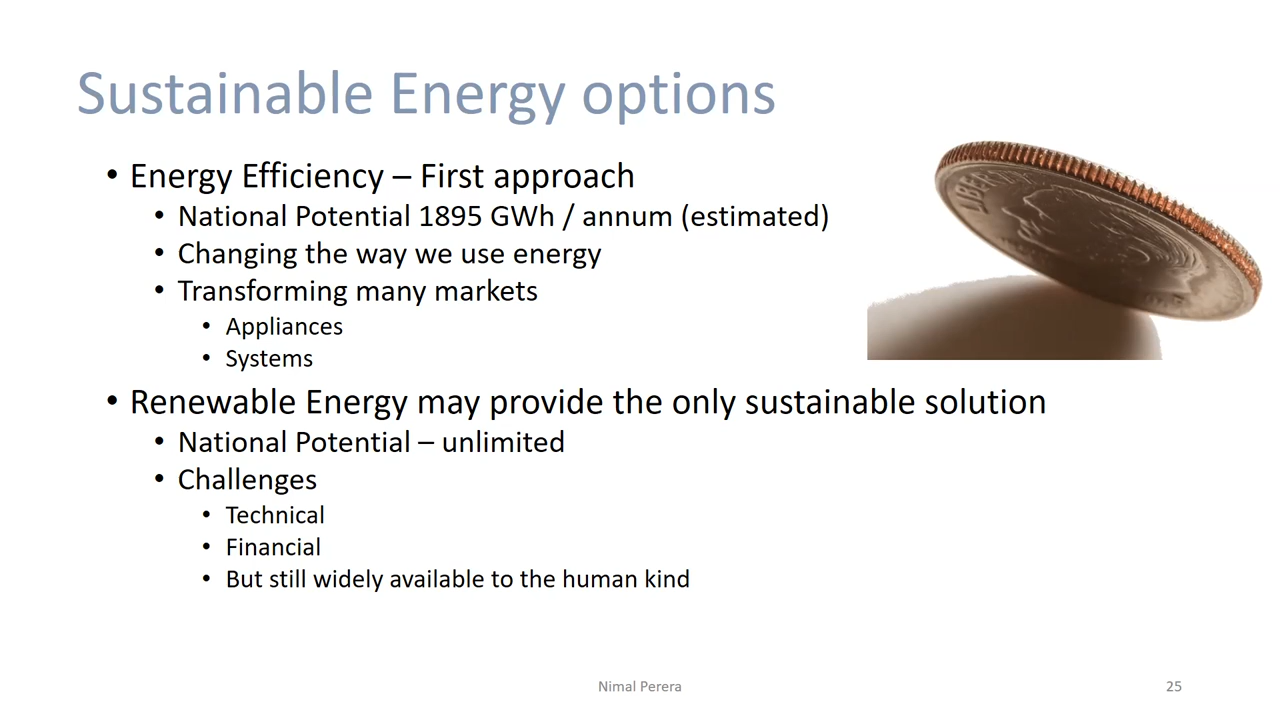 Sustainable Energy options
• Energy Efficiency – First approach
• National Potential 1895 GWh / annum (estimated)
• Changing the way we use energy
• Transforming many markets
• Appliances
• Systems
LIBERTY
• Renewable Energy may provide the only sustainable solution
• National Potential – unlimited
• Challenges
• Technical
• Financial
• But still widely available to the human kind
Nimal Perera
25